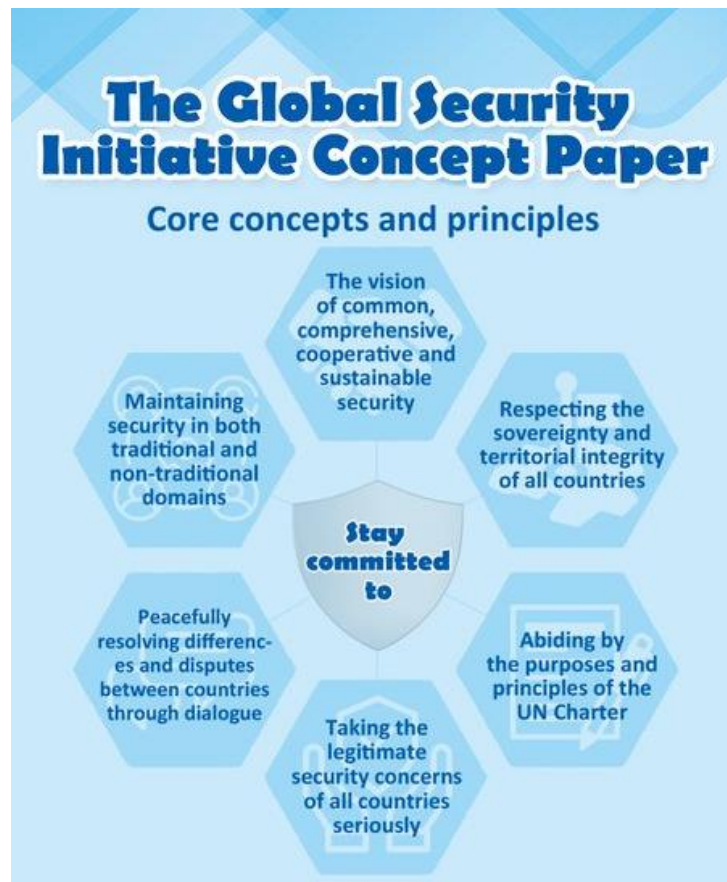 The Global Security
Initiative Concept Paper
Core concepts and principles
The vision
of common,
comprehensive,
cooperative and
sustainable
security
Respecting the
sovereignty and
territorial integrity
of all countries
Abiding by
the purposes and
principles of the
UN Charter
Taking the
legitimate
security concerns
of all countries
seriously
Peacefully
resolving differenc-
es and disputes
between countries
through dialogue
Maintaining
security in both
traditional and
non-traditional
domains
Stay
committed
to